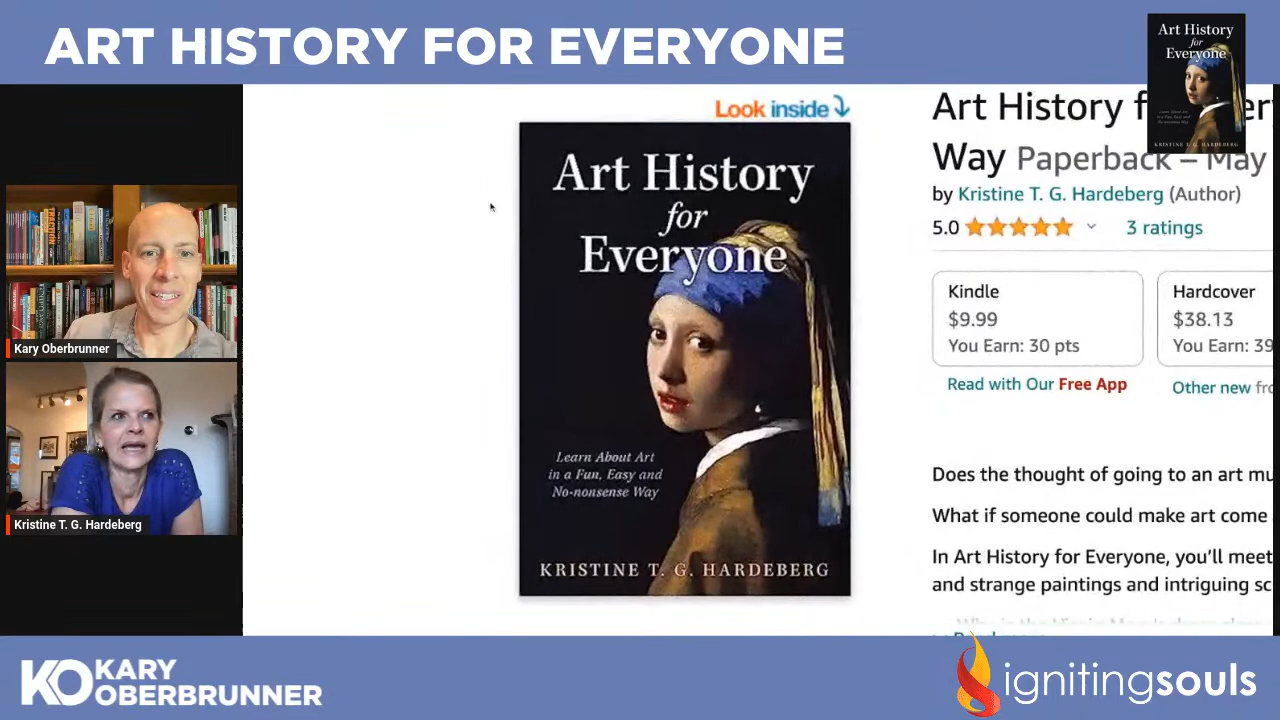 ART HISTORY FOR EVERYONE
Art History
for
Everyone
KRISTINE T. G. HARDEBERG
Look inside
Art History
for
Everyone
Learn About Art
in a Fun, Easy and
No-nonsense Way
KRISTINE T. G. HARDEBERG
Art History f
Way Paperback – May
by Kristine T. G. Hardeberg (Author)
5.0
3 ratings
Kindle
$9.99
You Earn: 30 pts
Read with Our Free App
Hardcover
$38.13
You Earn: 39
Other new fro
Does the thought of going to an art mu
What if someone could make art come
In Art History for Everyone, you’ll meet
and strange paintings and intriguing sc
Kary Oberbrunner
Kristine T. G. Hardeberg
KO KARY
OBERBRUNNER
ignitingsouls